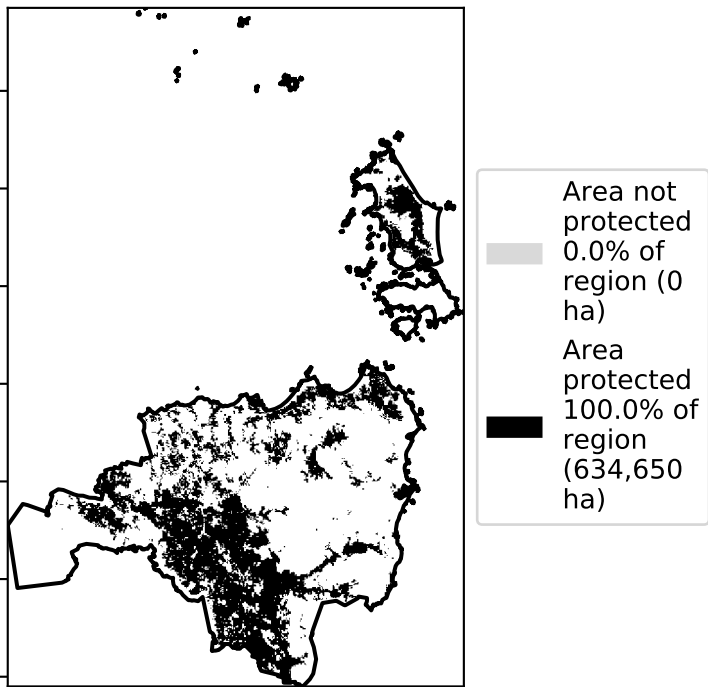 Area not
protected
0.0% of
region (0
ha)
Area
protected
100.0% of
region
(634,650
ha)